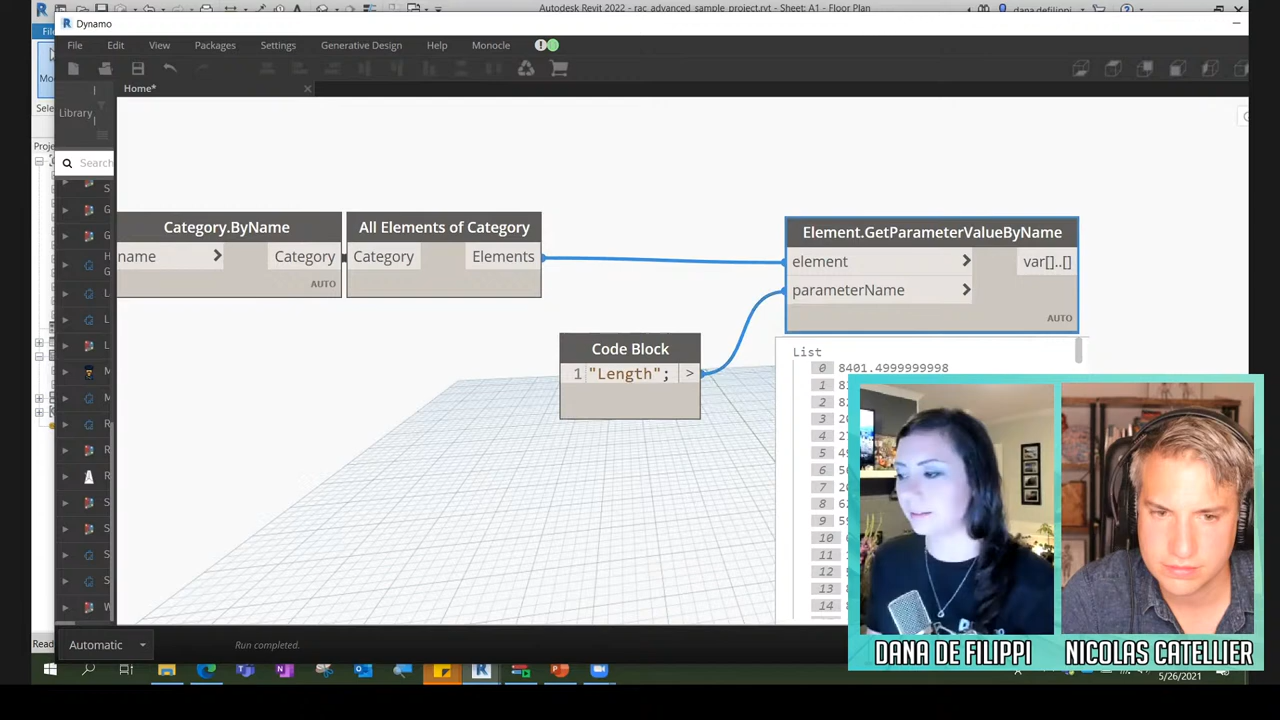 Autodesk Revit 2022 - rac_advanced_sample_project.rvt - Sheet: A1 - Floor Plan
dana.defilippi
Dynamo
File Edit View Packages Settings Generative Design Help Monocle
Home*
Library
Search
Category.ByName
name > Category
AUTO
All Elements of Category
Category Elements
Element.GetParameterValueByName
element > var[]..[]
parameterName >
AUTO
Code Block
1 "Length"; >
List
0 8401.4999999998
1
2
3
4
5
6
7
8
9
10
11
12
13
14
Automatic
Run completed.
DANA DE FILIPPI
NICOLAS CATELLIER
5/26/2021